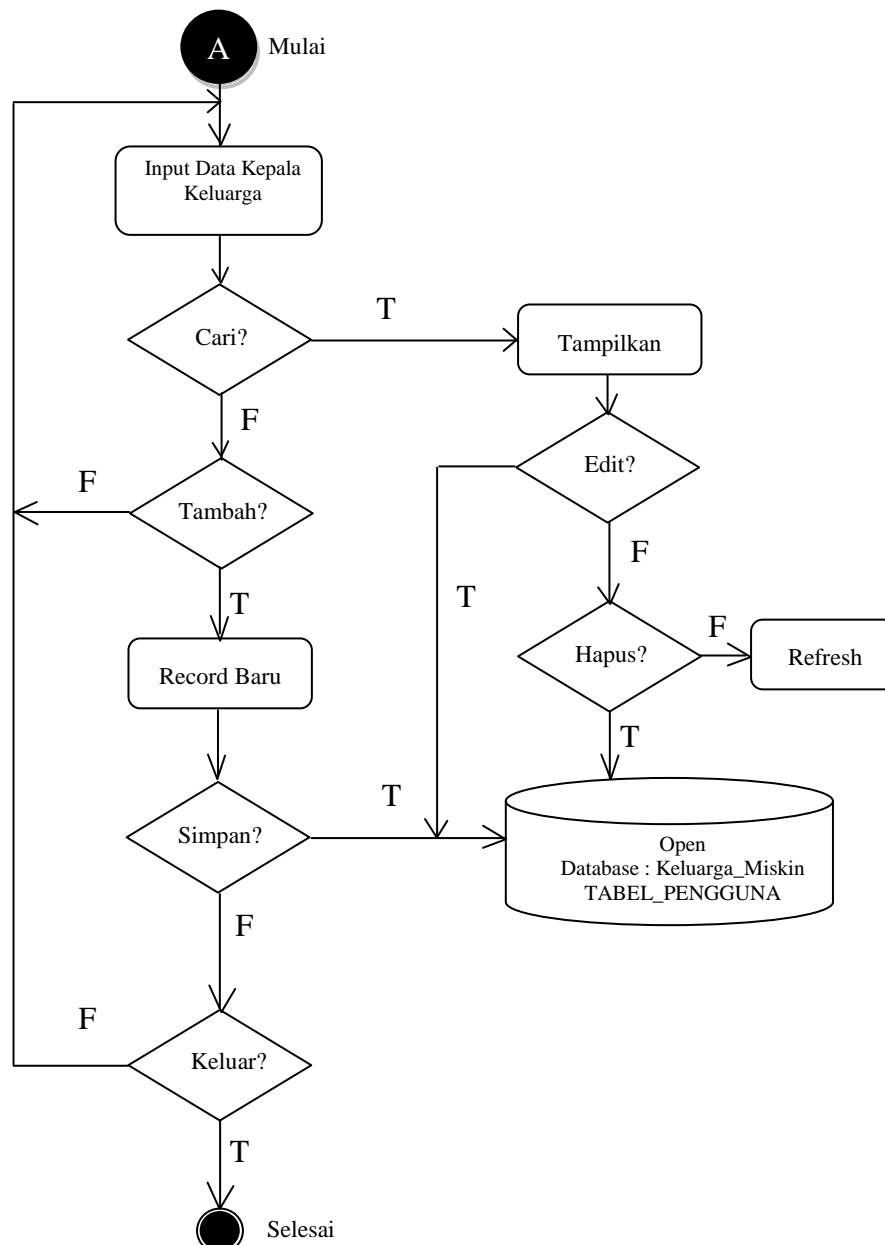 A
Mulai
Input Data Kepala
Keluarga
Cari?
T
Tampilkan
F
Edit?
F
Tambah?
F
T
T
Hapus?
F
Refresh
Record Baru
T
T
Simpan?
Open
Database : Keluarga_Miskin
TABEL_PENGGUNA
F
F
Keluar?
T
Selesai